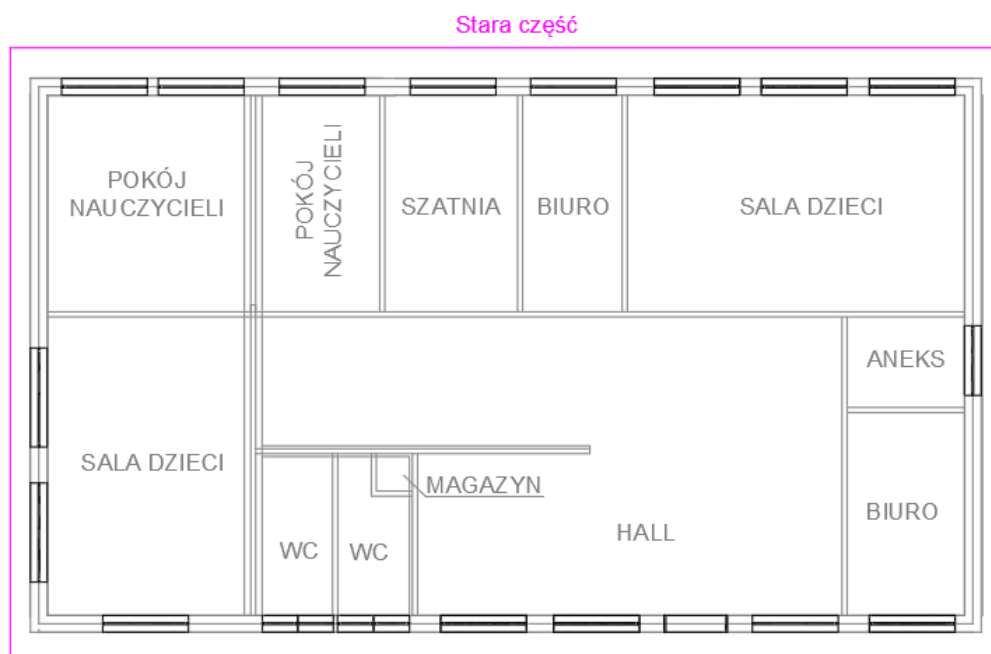 Stara część
POKÓJ
NAUCZYCIELI
POKÓJ
NAUCZYCIELI
SZATNIA
BIURO
SALA DZIECI
ANEKS
SALA DZIECI
MAGAZYN
BIURO
HALL
WC
WC